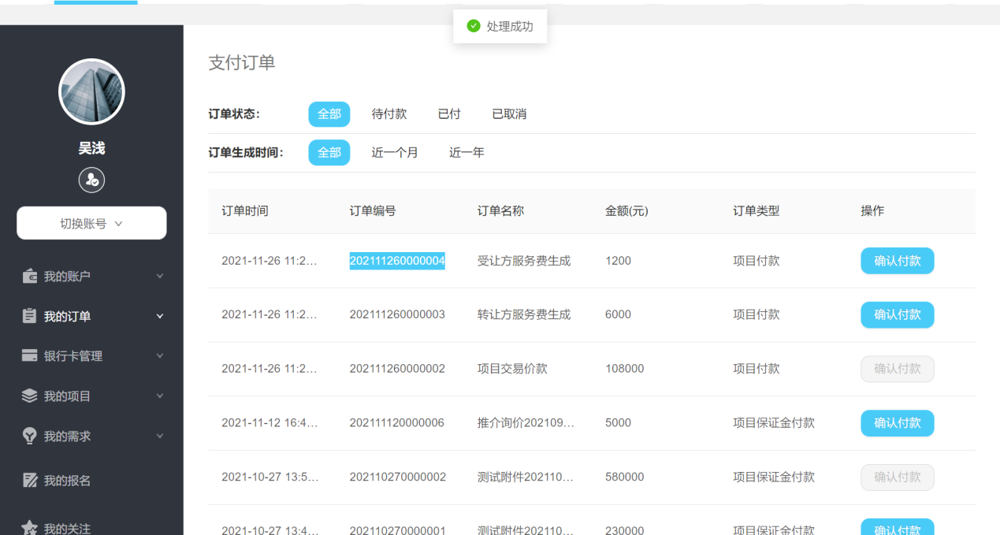 处理成功
吴浅
切换账号
我的账户
我的订单
银行卡管理
我的项目
我的需求
我的报名
我的关注
支付订单
订单状态: 全部 待付款 已付 已取消
订单生成时间: 全部 近一个月 近一年
订单时间 订单编号 订单名称 金额(元) 订单类型 操作
2021-11-26 11:2... 202111260000004 受让方服务费生成 1200 项目付款 确认付款
2021-11-26 11:2... 202111260000003 转让方服务费生成 6000 项目付款 确认付款
2021-11-26 11:2... 202111260000002 项目交易价款 108000 项目付款 确认付款
2021-11-12 16:4... 202111120000006 推介询价202109... 5000 项目保证金付款 确认付款
2021-10-27 13:5... 202110270000002 测试附件202110... 580000 项目保证金付款 确认付款
2021-10-27 13:4... 202110270000001 测试附件202110... 230000 项目保证金付款 确认付款